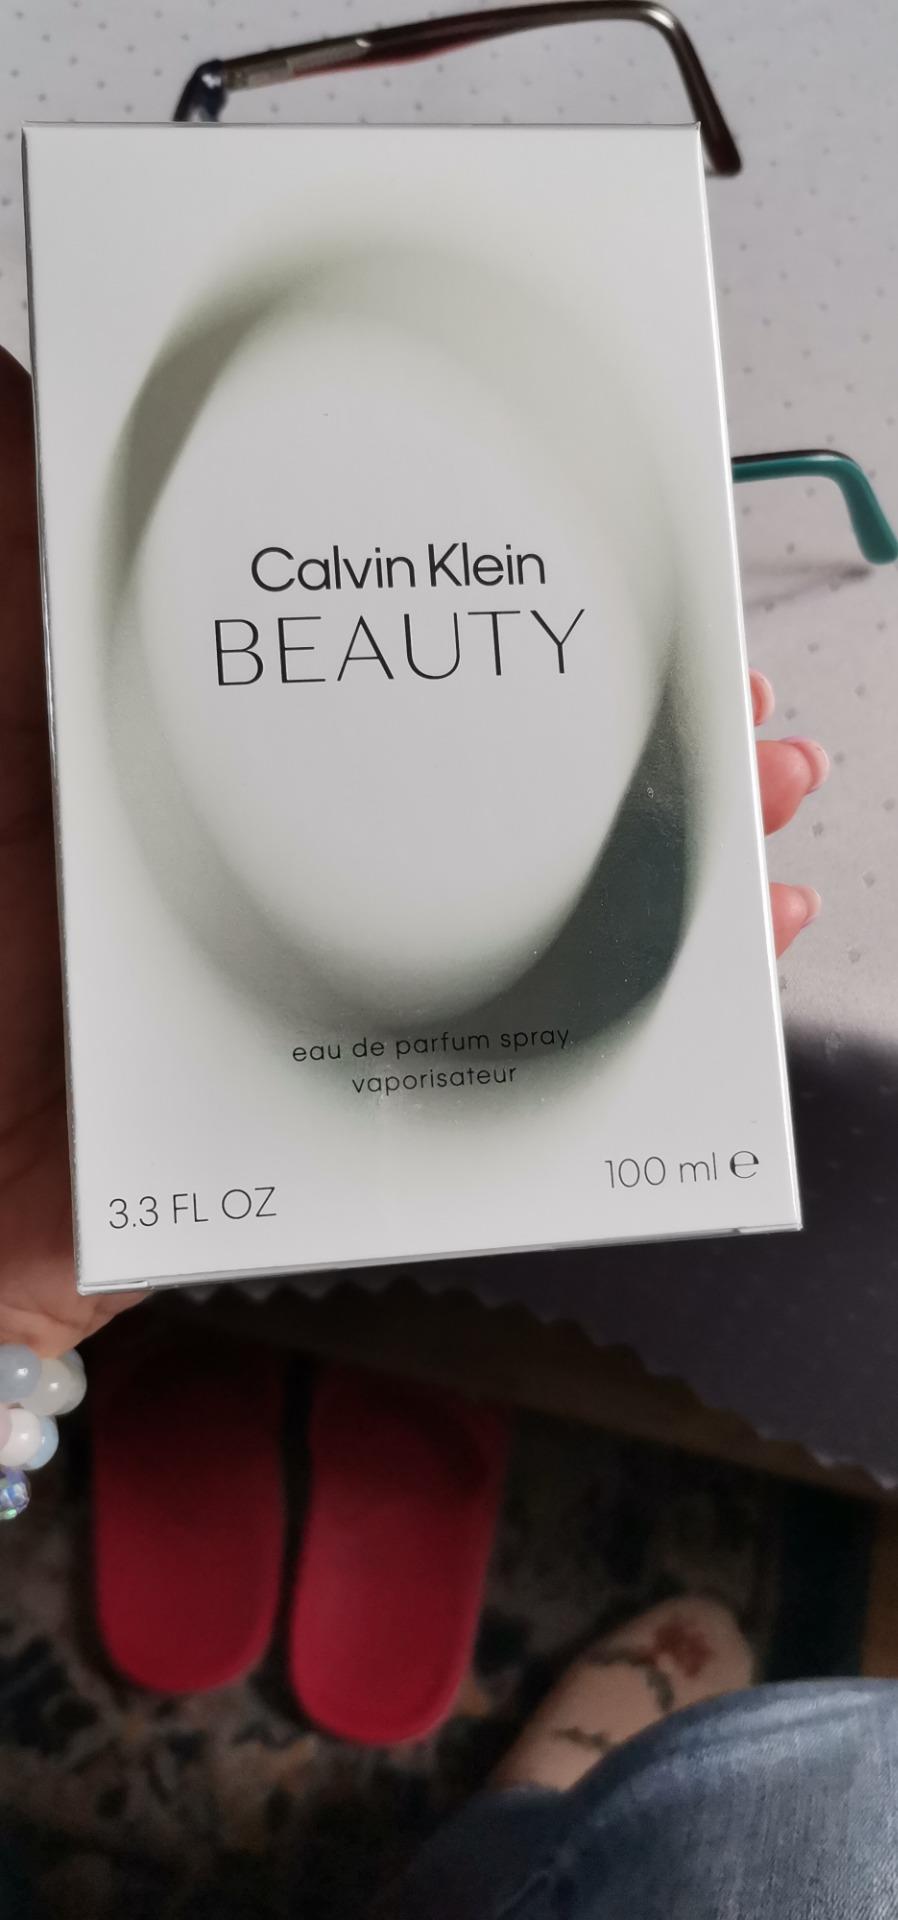 Calvin Klein
BEAUTY
eau de parfum spray
vaporisateur
3.3 FL OZ
100 ml ℮